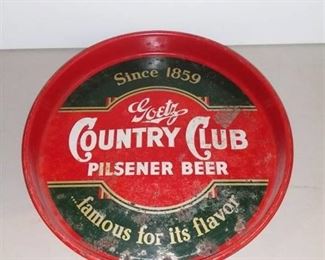 Since 1859
Goetz
COUNTRY CLUB
PILSENER BEER
...famous for its flavor